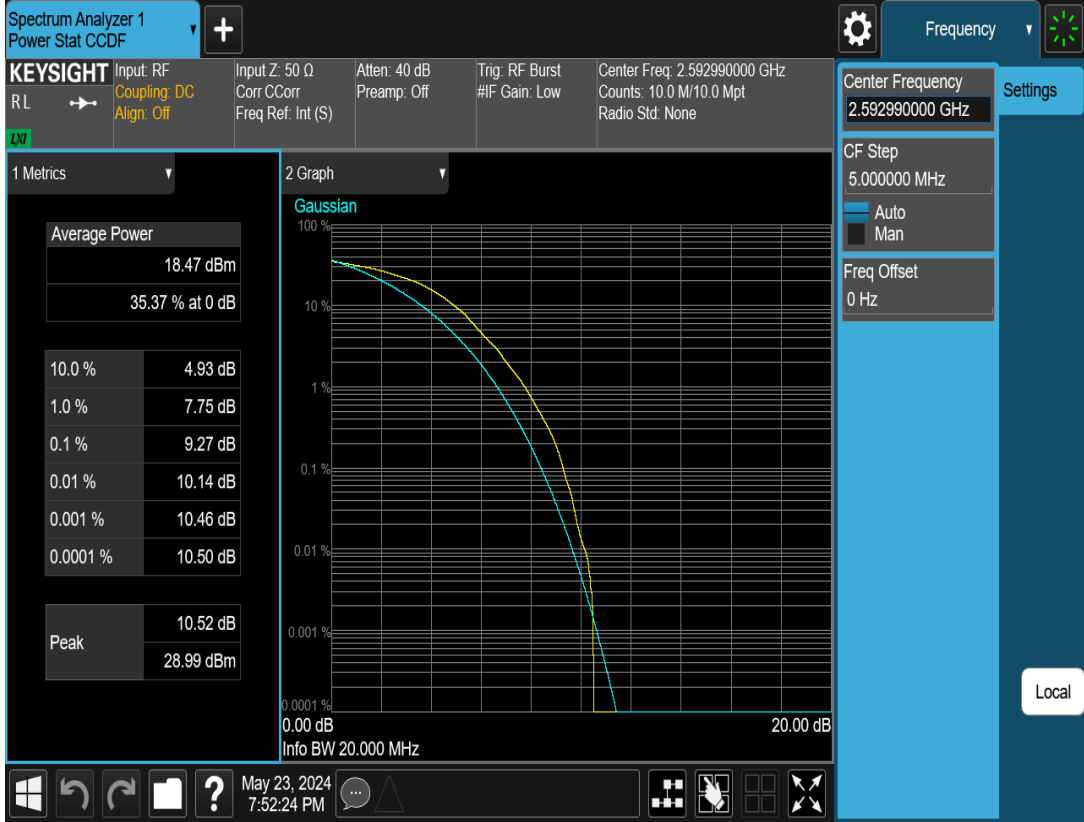 Spectrum Analyzer 1
Power Stat CCDF
+
Frequency
KEYSIGHT
RL
LXI
Input: RF
Coupling: DC
Align: Off
Input Z: 50 Ω
Corr CCorr
Freq Ref: Int (S)
Atten: 40 dB
Preamp: Off
Trig: RF Burst
#IF Gain: Low
Center Freq: 2.592990000 GHz
Counts: 10.0 M/10.0 Mpt
Radio Std: None
Center Frequency
2.592990000 GHz
Settings
CF Step
5.000000 MHz
Auto
Man
Freq Offset
0 Hz
Local
1 Metrics
Average Power
18.47 dBm
35.37 % at 0 dB
10.0 % 4.93 dB
1.0 % 7.75 dB
0.1 % 9.27 dB
0.01 % 10.14 dB
0.001 % 10.46 dB
0.0001 % 10.50 dB
Peak 10.52 dB
28.99 dBm
2 Graph
Gaussian
100 %
10 %
1 %
0.1 %
0.01 %
0.001 %
0.0001 %
0.00 dB 20.00 dB
Info BW 20.000 MHz
?
May 23, 2024
7:52:24 PM